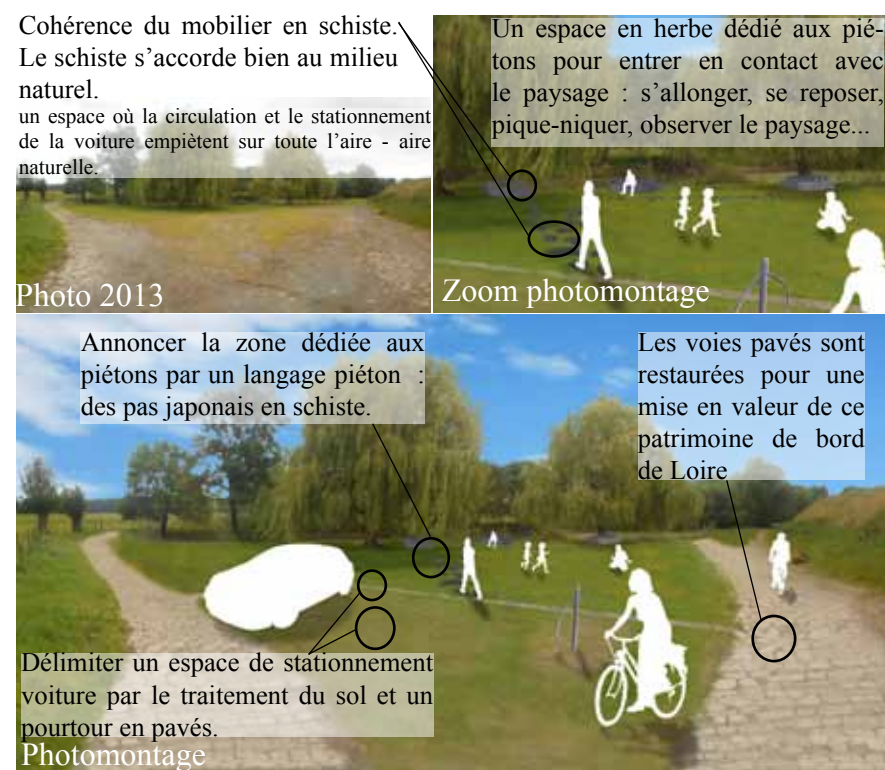 Cohérence du mobilier en schiste.
Le schiste s'accorde bien au milieu
naturel.
un espace où la circulation et le stationnement
de la voiture empiètent sur toute l'aire - aire
naturelle.
Photo 2013
Un espace en herbe dédié aux pié-
tons pour entrer en contact avec
le paysage : s'allonger, se reposer,
pique-niquer, observer le paysage...
Zoom photomontage
Annoncer la zone dédiée aux
piétons par un langage piéton :
des pas japonais en schiste.
Les voies pavés sont
restaurées pour une
mise en valeur de ce
patrimoine de bord
de Loire
Délimiter un espace de stationnement
voiture par le traitement du sol et un
pourtour en pavés.
Photomontage